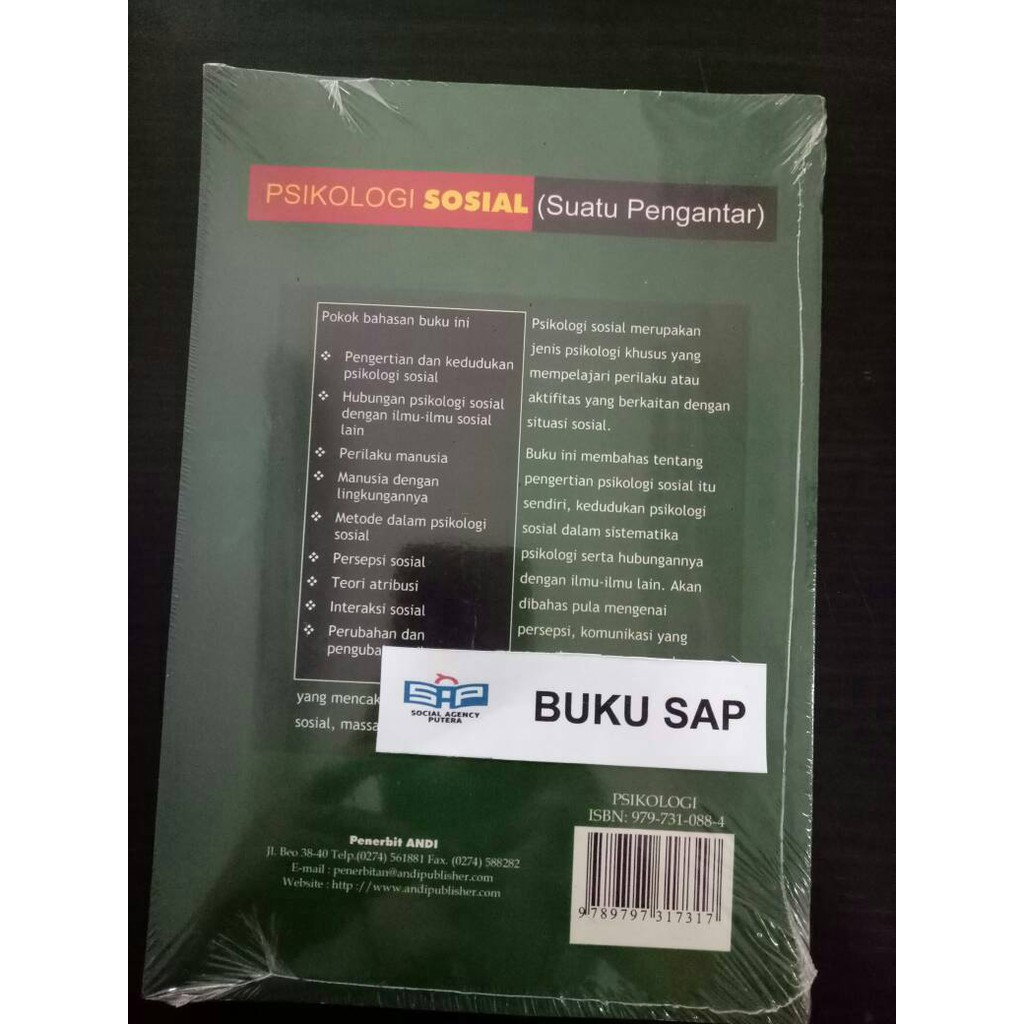 PSIKOLOGI SOSIAL (Suatu Pengantar)
Pokok bahasan buku ini
❖ Pengertian dan kedudukan
psikologi sosial
❖ Hubungan psikologi sosial
dengan ilmu-ilmu sosial
lain
❖ Perilaku manusia
❖ Manusia dengan
lingkungannya
❖ Metode dalam psikologi
sosial
❖ Persepsi sosial
❖ Teori atribusi
❖ Interaksi sosial
❖ Perubahan dan
Psikologi sosial merupakan
jenis psikologi khusus yang
mempelajari perilaku atau
aktifitas yang berkaitan dengan
situasi sosial.
Buku ini membahas tentang
pengertian psikologi sosial itu
sendiri, kedudukan psikologi
sosial dalam sistematika
psikologi serta hubungannya
dengan ilmu-ilmu lain. Akan
dibahas pula mengenai
persepsi, komunikasi yang
yang
sosial, massa
SAP
SOCIAL AGENCY
PUTERA
BUKU SAP
PSIKOLOGI
ISBN: 979-731-088-4
9 789797 317317
Penerbit ANDI
Jl. Beo 38-40 Telp.(0274) 561881 Fax. (0274) 588282
E-mail : penerbitan@andipublisher.com
Website : http://www.andipublisher.com